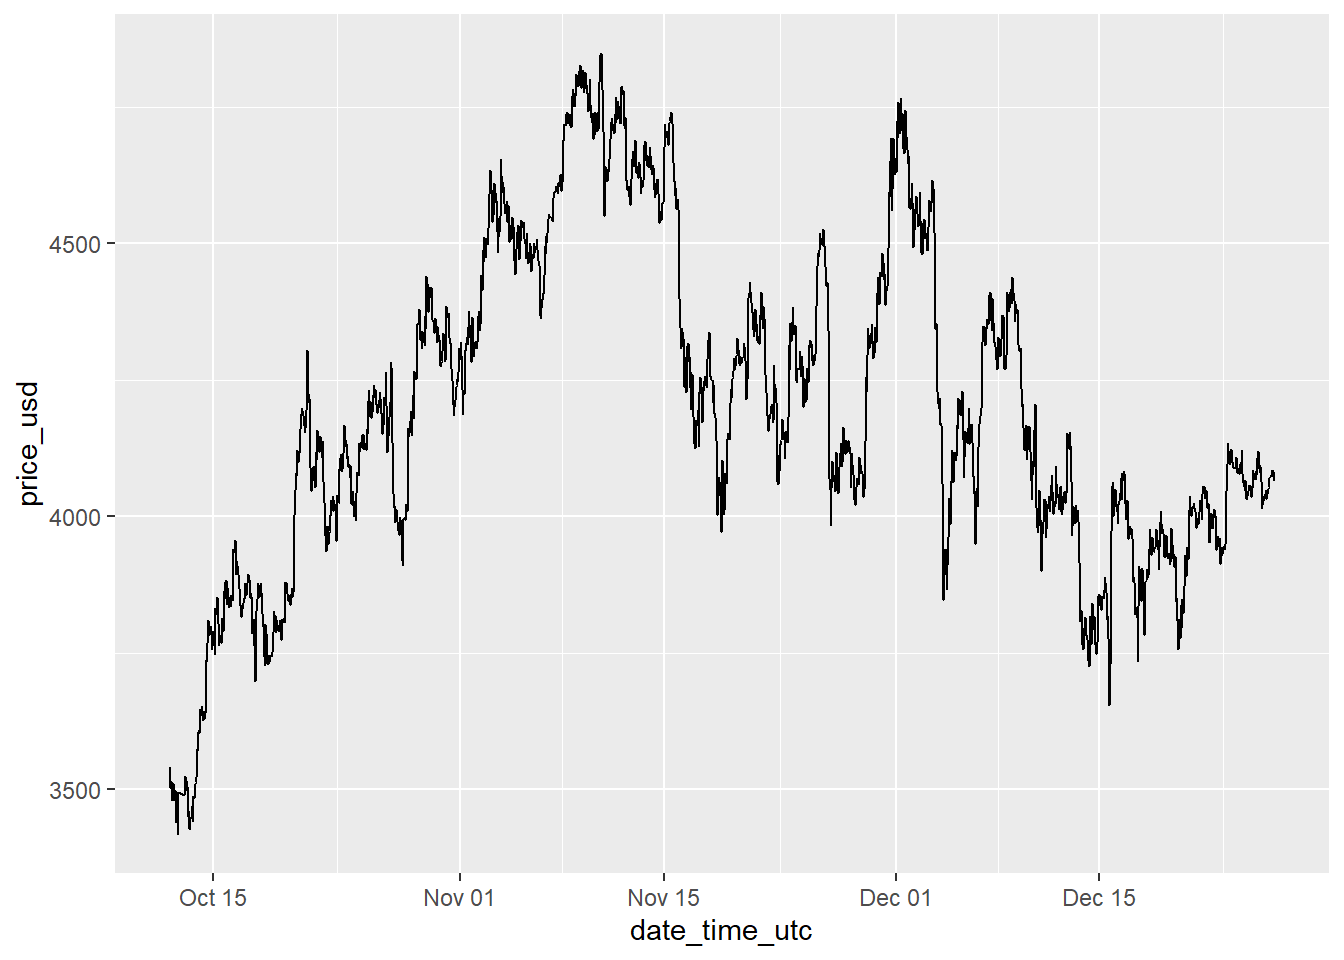 price_usd
4500
4000
3500
Oct 15
Nov 01
Nov 15
Dec 01
Dec 15
date_time_utc